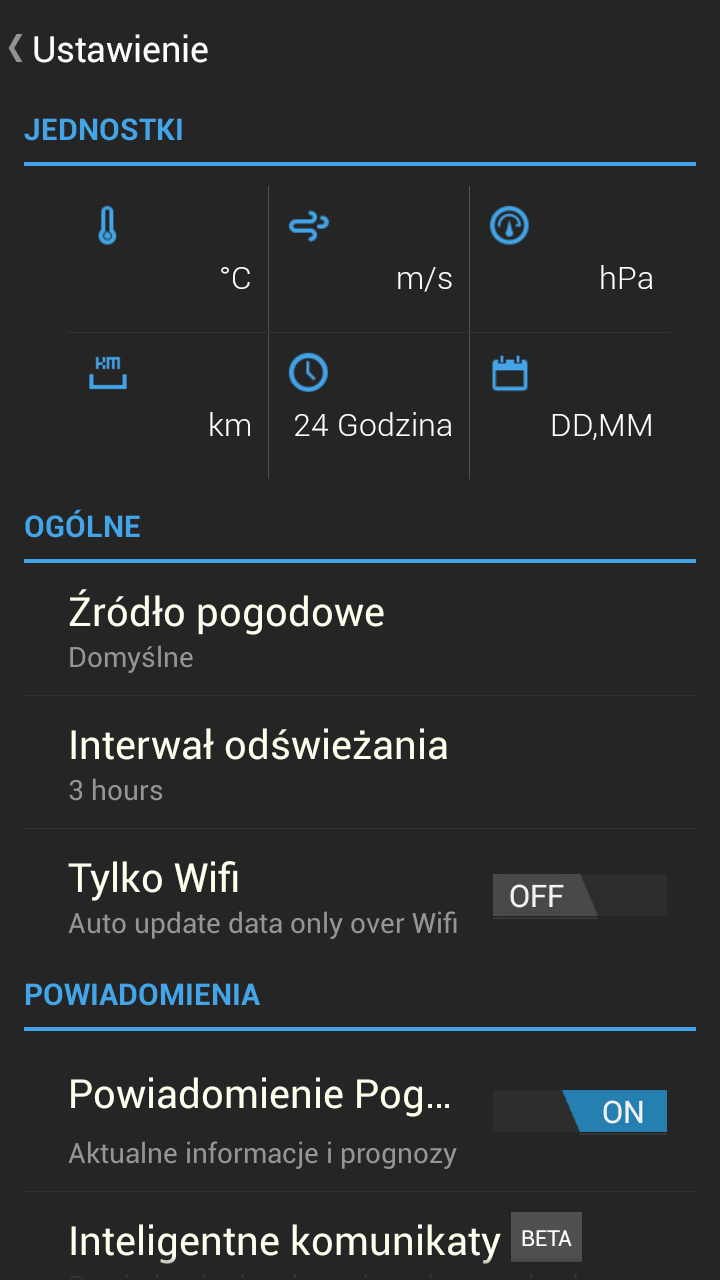 Ustawienie
JEDNOSTKI
°C
m/s
hPa
KM
km
24 Godzina
DD,MM
OGÓLNE
Źródło pogodowe
Domyślne
Interwał odświeżania
3 hours
Tylko Wifi
OFF
Auto update data only over Wifi
POWIADOMIENIA
Powiadomienie Pog...
ON
Aktualne informacje i prognozy
Inteligentne komunikaty BETA